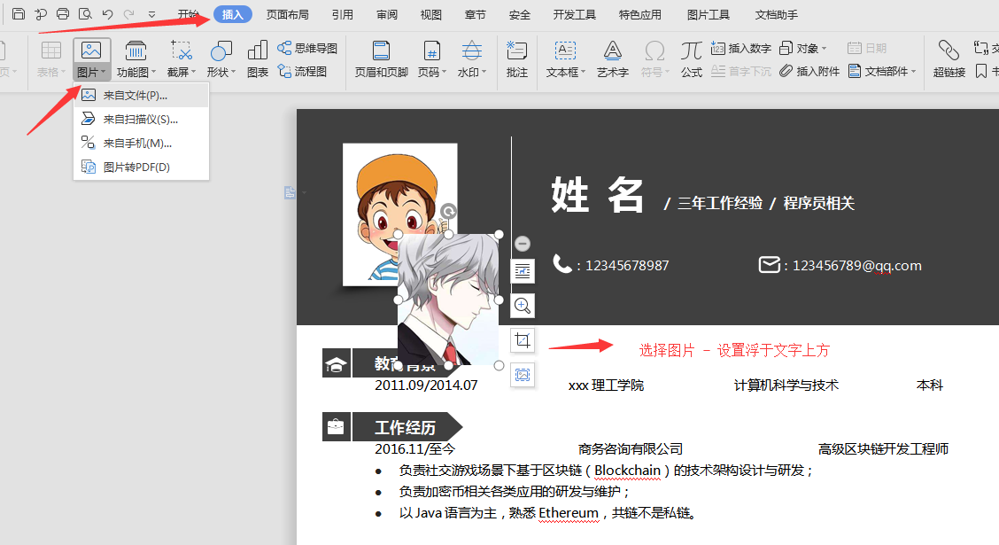 开始 插入 页面布局 引用 审阅 视图 章节 安全 开发工具 特色应用 图片工具 文档助手
思维导图 插入数字 对象 日期
页 表格 图片 功能图 截屏 形状 图表 流程图 页眉和页脚 页码 水印 批注 文本框 艺术字 符号 公式 首字下沉 插入附件 文档部件 超链接
来自文件(P)...
来自扫描仪(S)...
来自手机(M)...
图片转PDF(D)
姓 名 / 三年工作经验 / 程序员相关
: 12345678987 : 123456789@qq.com
选择图片 - 设置浮于文字上方
教育背景
2011.09/2014.07 xxx 理工学院 计算机科学与技术 本科
工作经历
2016.11/至今 商务咨询有限公司 高级区块链开发工程师
● 负责社交游戏场景下基于区块链（Blockchain）的技术架构设计与研发；
● 负责加密币相关各类应用的研发与维护；
● 以 Java 语言为主，熟悉 Ethereum，共链不是私链。